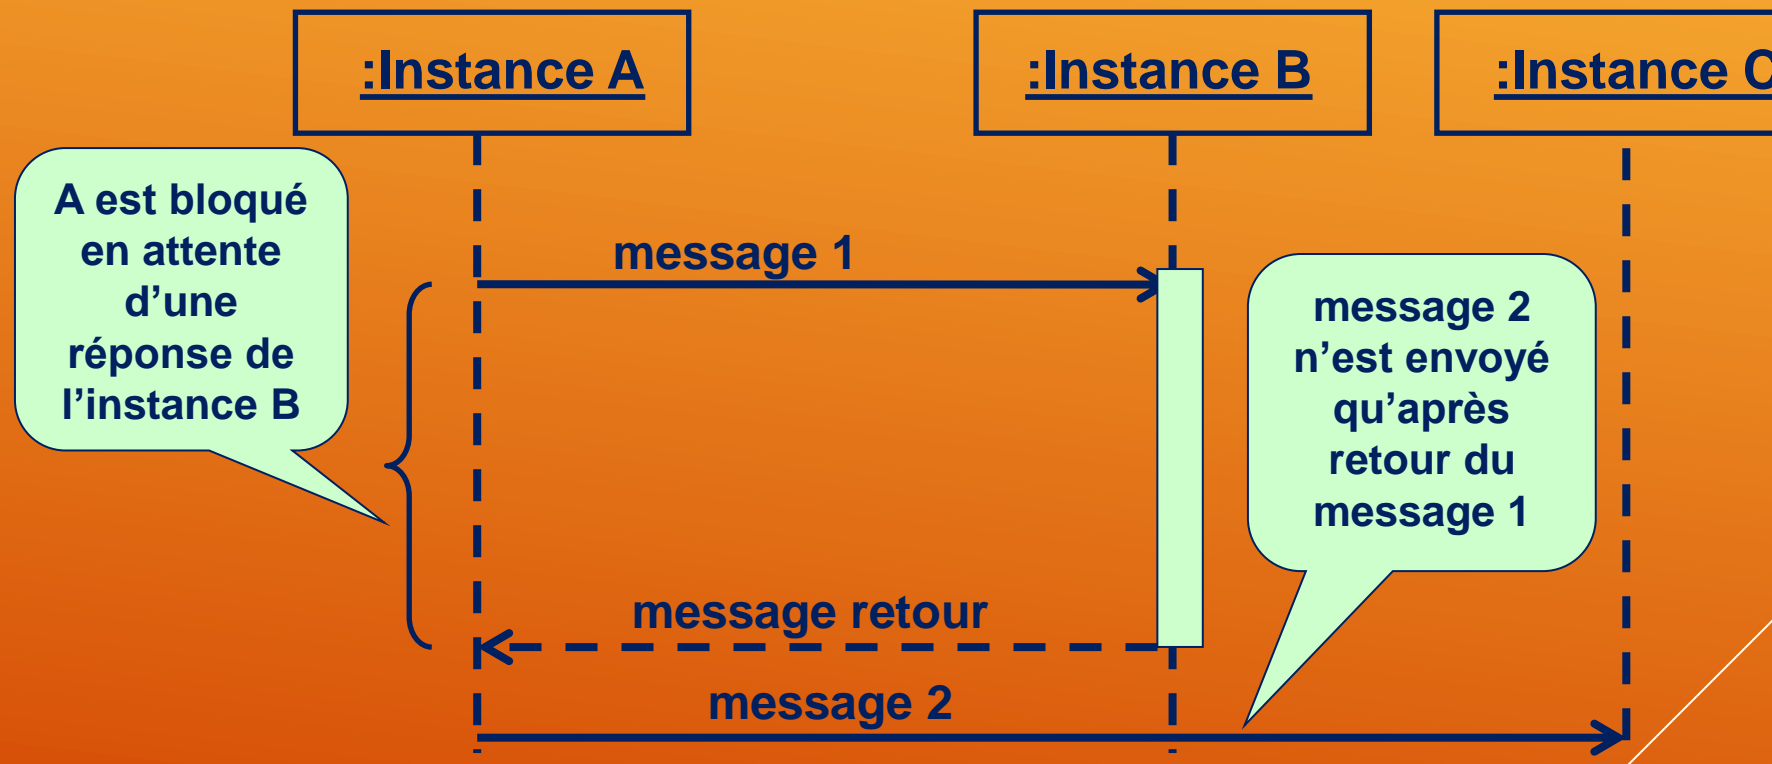 :Instance A
:Instance B
:Instance C
A est bloqué
en attente
d’une
réponse de
l’instance B
message 1
message 2
n’est envoyé
qu’après
retour du
message 1
message retour
message 2